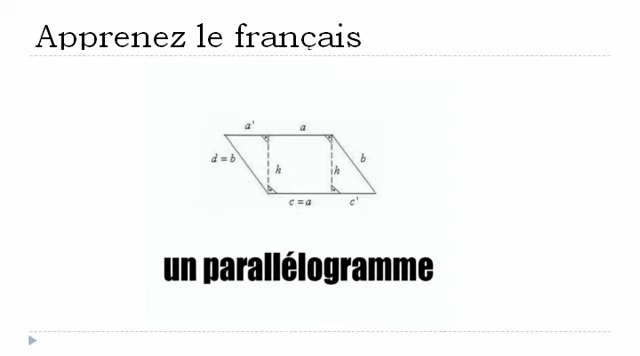 Apprenez le français
a' a
d = b h h b
c = a c'
un parallélogramme